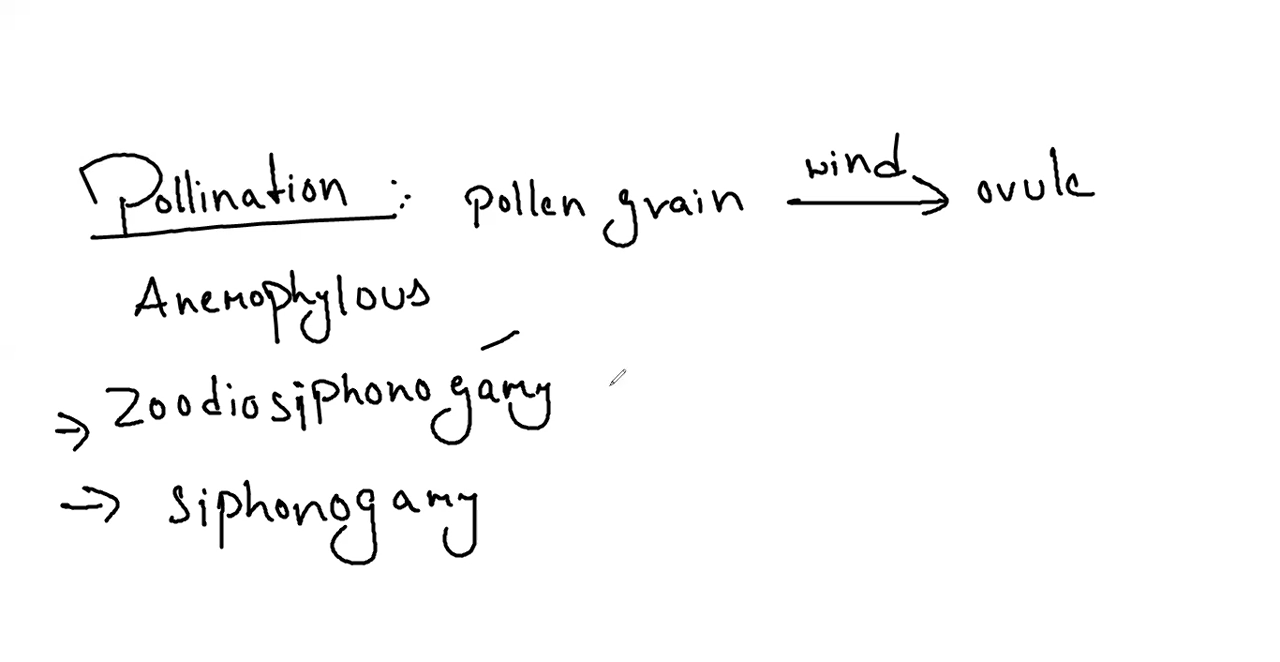 Pollination : pollen grain wind → ovule
Anemophylous
→ Zoodiosiphonogamy
→ siphonogamy